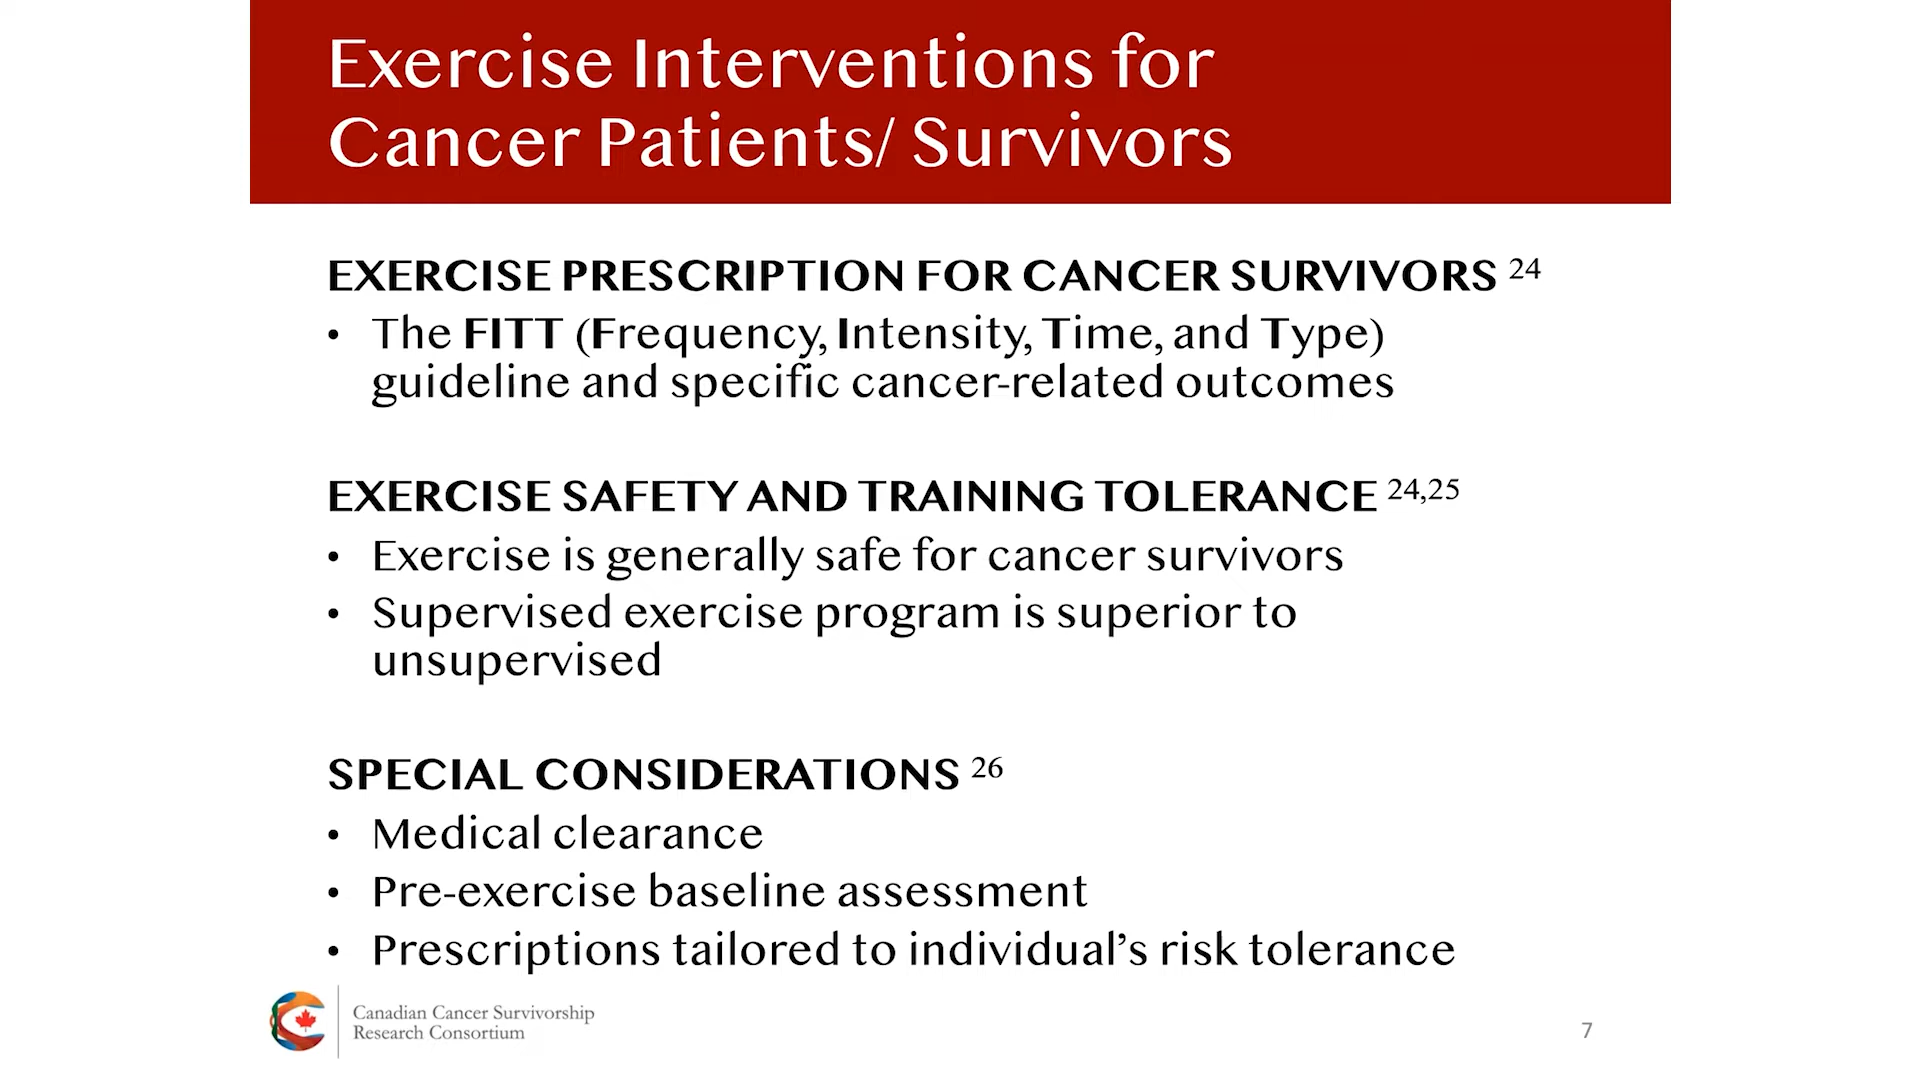 Exercise Interventions for
Cancer Patients/ Survivors
EXERCISE PRESCRIPTION FOR CANCER SURVIVORS 24
• The FITT (Frequency, Intensity, Time, and Type)
guideline and specific cancer-related outcomes
EXERCISE SAFETY AND TRAINING TOLERANCE 24,25
• Exercise is generally safe for cancer survivors
• Supervised exercise program is superior to
unsupervised
SPECIAL CONSIDERATIONS 26
• Medical clearance
• Pre-exercise baseline assessment
• Prescriptions tailored to individual’s risk tolerance
Canadian Cancer Survivorship
Research Consortium
7